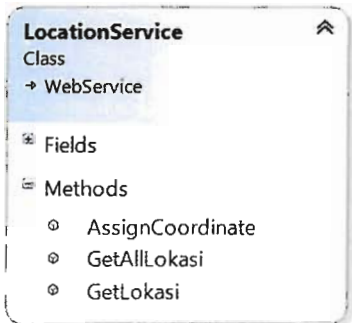 LocationService
Class
WebService
Fields
Methods
AssignCoordinate
GetAllLokasi
GetLokasi